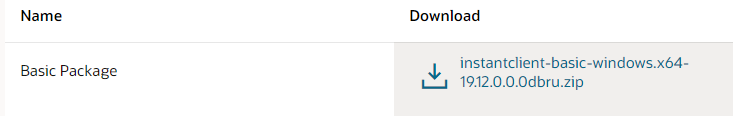 Name Download
instantclient-basic-windows.x64-
Basic Package
19.12.0.0.0dbru.zip